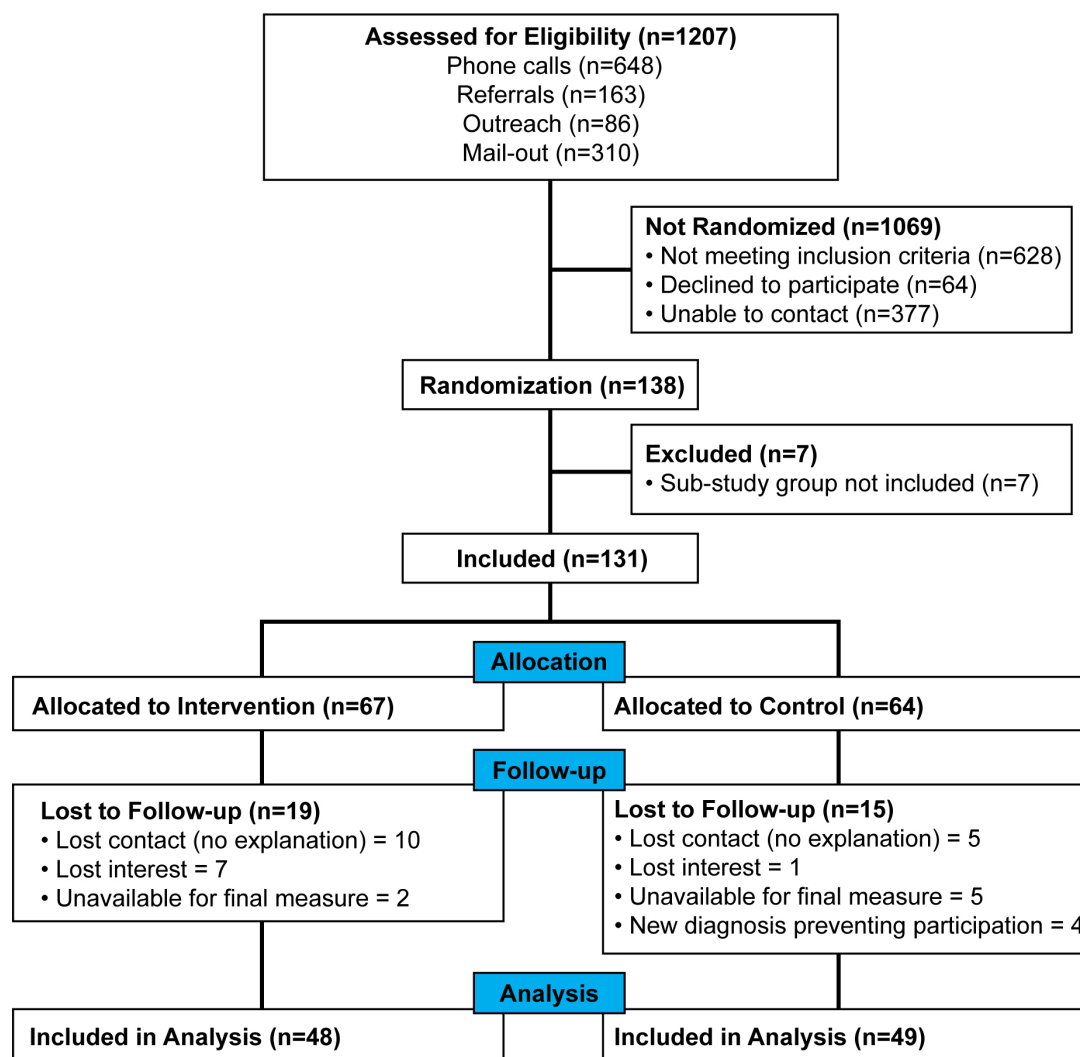 Assessed for Eligibility (n=1207)
Phone calls (n=648)
Referrals (n=163)
Outreach (n=86)
Mail-out (n=310)
Not Randomized (n=1069)
• Not meeting inclusion criteria (n=628)
• Declined to participate (n=64)
• Unable to contact (n=377)
Randomization (n=138)
Excluded (n=7)
• Sub-study group not included (n=7)
Included (n=131)
Allocation
Allocated to Intervention (n=67)
Allocated to Control (n=64)
Follow-up
Lost to Follow-up (n=19)
• Lost contact (no explanation) = 10
• Lost interest = 7
• Unavailable for final measure = 2
Lost to Follow-up (n=15)
• Lost contact (no explanation) = 5
• Lost interest = 1
• Unavailable for final measure = 5
• New diagnosis preventing participation = 4
Analysis
Included in Analysis (n=48)
Included in Analysis (n=49)